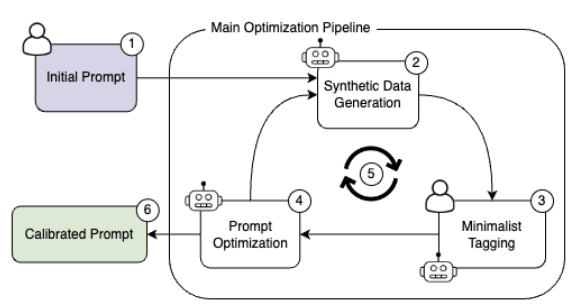 Main Optimization Pipeline
1
Initial Prompt
2
Synthetic Data
Generation
5
6
Calibrated Prompt
4
Prompt
Optimization
3
Minimalist
Tagging